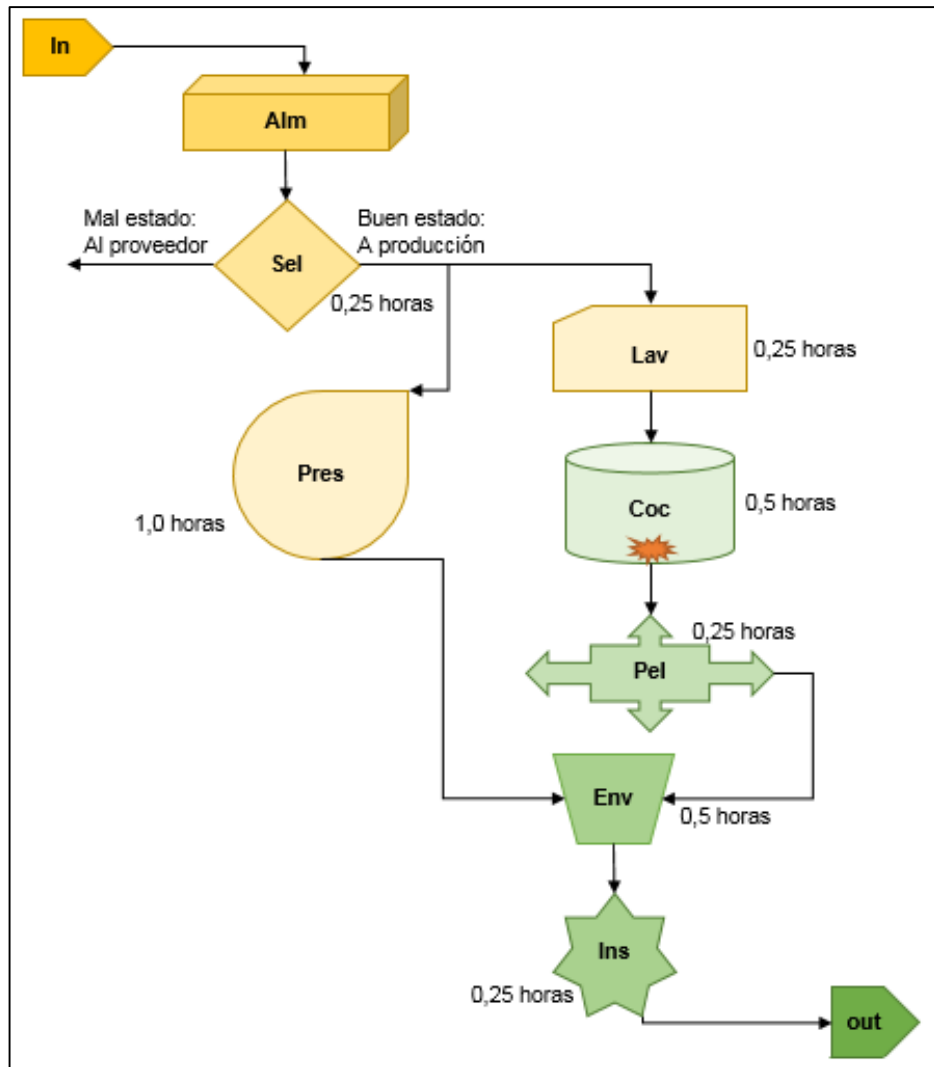 In
Alm
Mal estado:
Al proveedor
Buen estado:
A producción
Sel
0,25 horas
Lav
0,25 horas
Pres
1,0 horas
Coc
0,5 horas
0,25 horas
Pel
Env
0,5 horas
Ins
0,25 horas
out